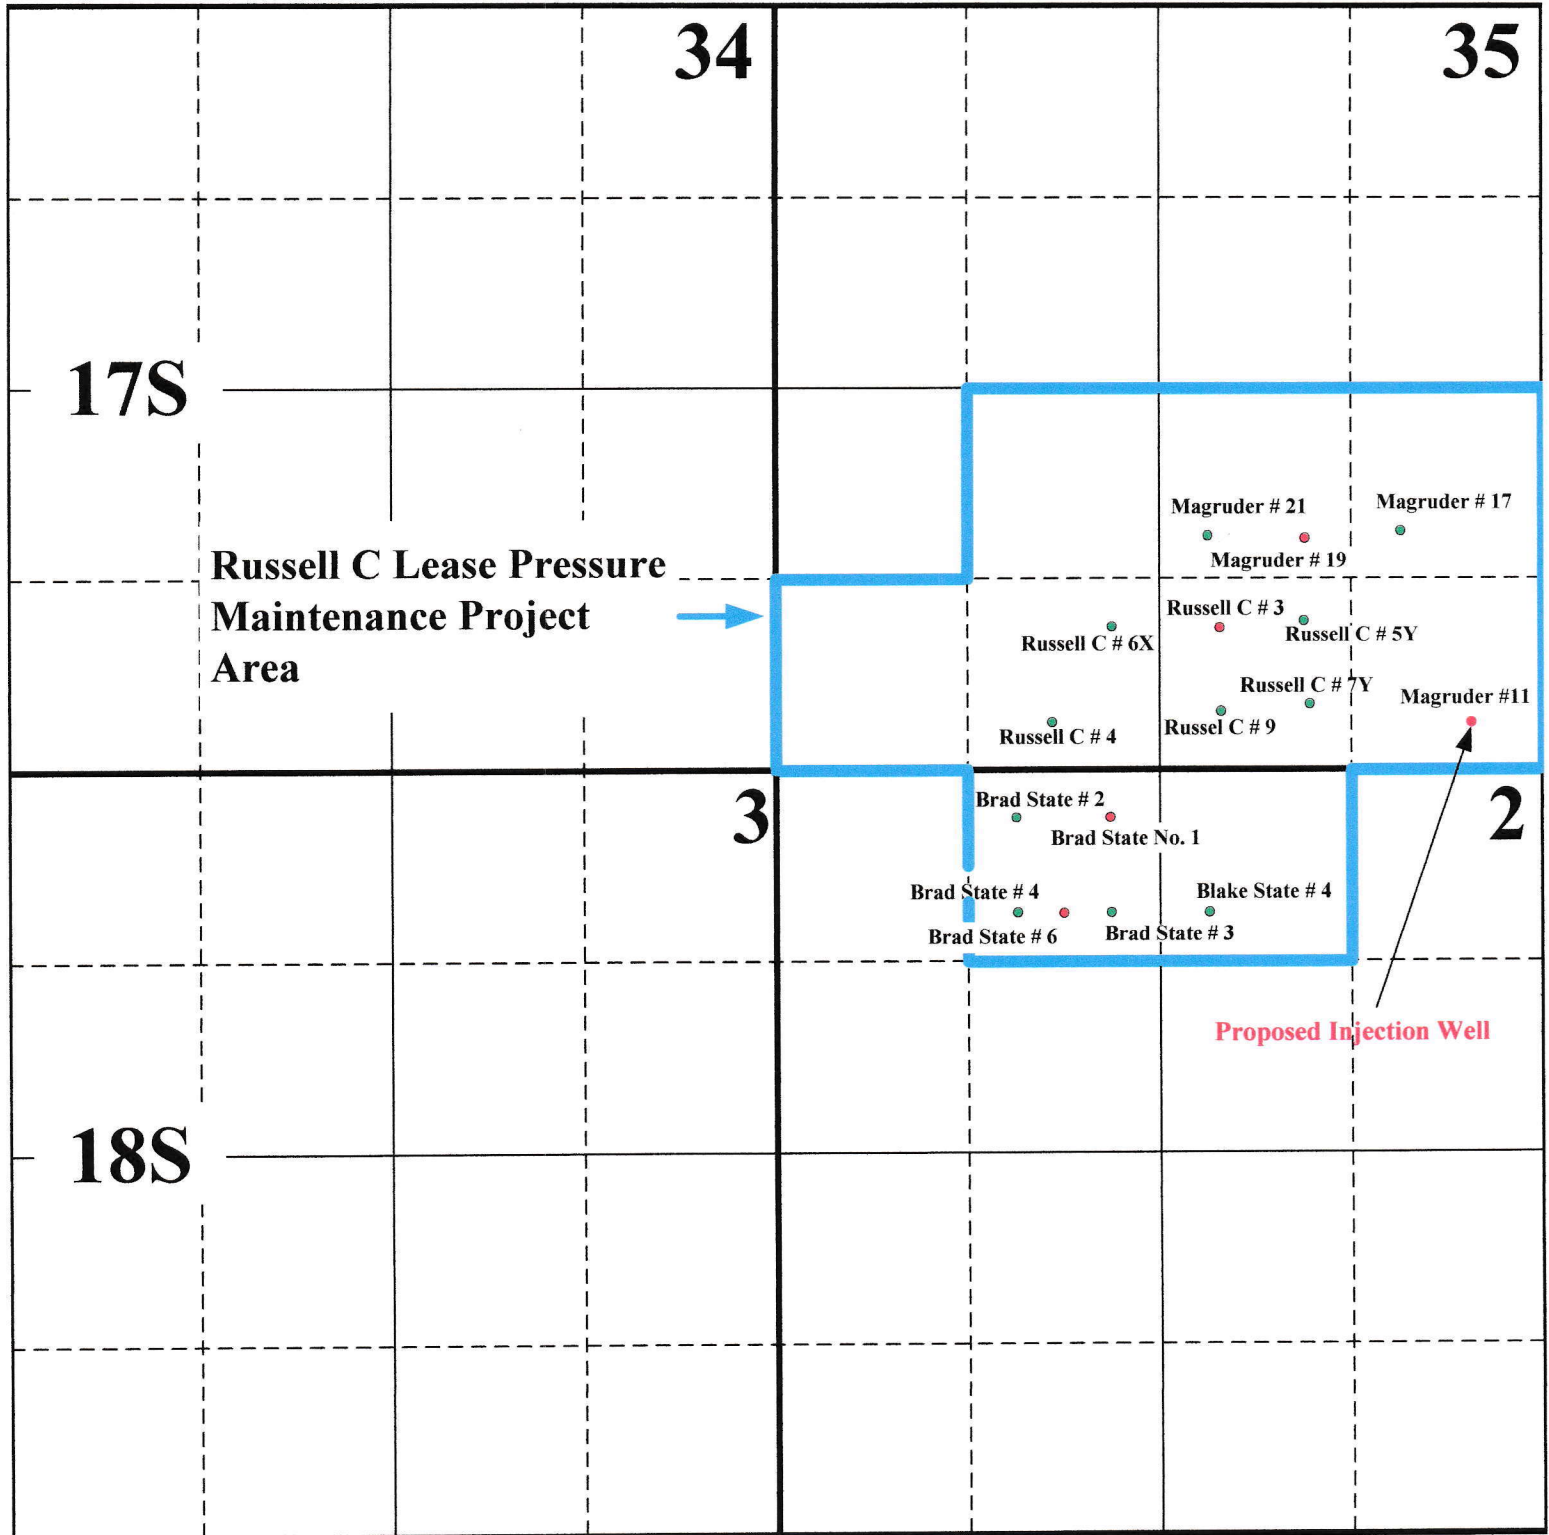 34
35
17S
Magruder # 21
Magruder # 17
Magruder # 19
Russell C Lease Pressure
Maintenance Project
Area
Russell C # 3
Russell C # 5Y
Russell C # 6X
Russell C # 7Y
Magruder #11
Russel C # 9
Russell C # 4
3
2
Brad State # 2
Brad State No. 1
Brad State # 4
Blake State # 4
Brad State # 6
Brad State # 3
Proposed Injection Well
18S